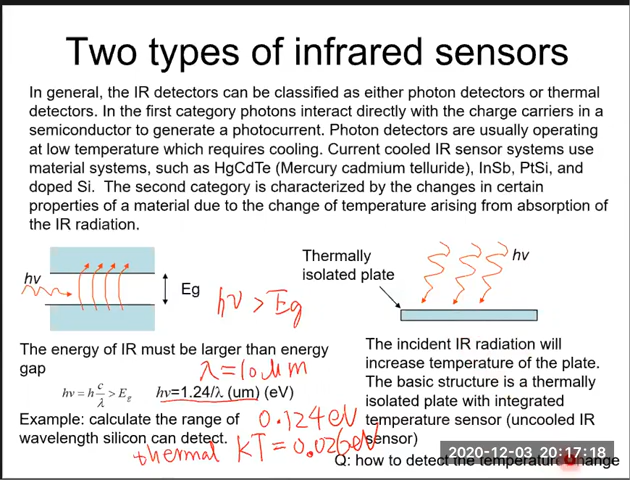 Two types of infrared sensors
In general, the IR detectors can be classified as either photon detectors or thermal
detectors. In the first category photons interact directly with the charge carriers in a
semiconductor to generate a photocurrent. Photon detectors are usually operating
at low temperature which requires cooling. Current cooled IR sensor systems use
material systems, such as HgCdTe (Mercury cadmium telluride), InSb, PtSi, and
doped Si. The second category is characterized by the changes in certain
properties of a material due to the change of temperature arising from absorption of
the IR radiation.
hv
Eg
hν > Eg
The energy of IR must be larger than energy
gap
λ = 10 μm
hν = h c/λ > Eg
hν=1.24/λ (um) (eV)
Example: calculate the range of
wavelength silicon can detect.
0.124 eV
thermal KT = 0.026eV
Thermally
isolated plate
hv
The incident IR radiation will
increase temperature of the plate.
The basic structure is a thermally
isolated plate with integrated
temperature sensor (uncooled IR
sensor)
2020-12-03 20:17:18
Q: how to detect the temperature change